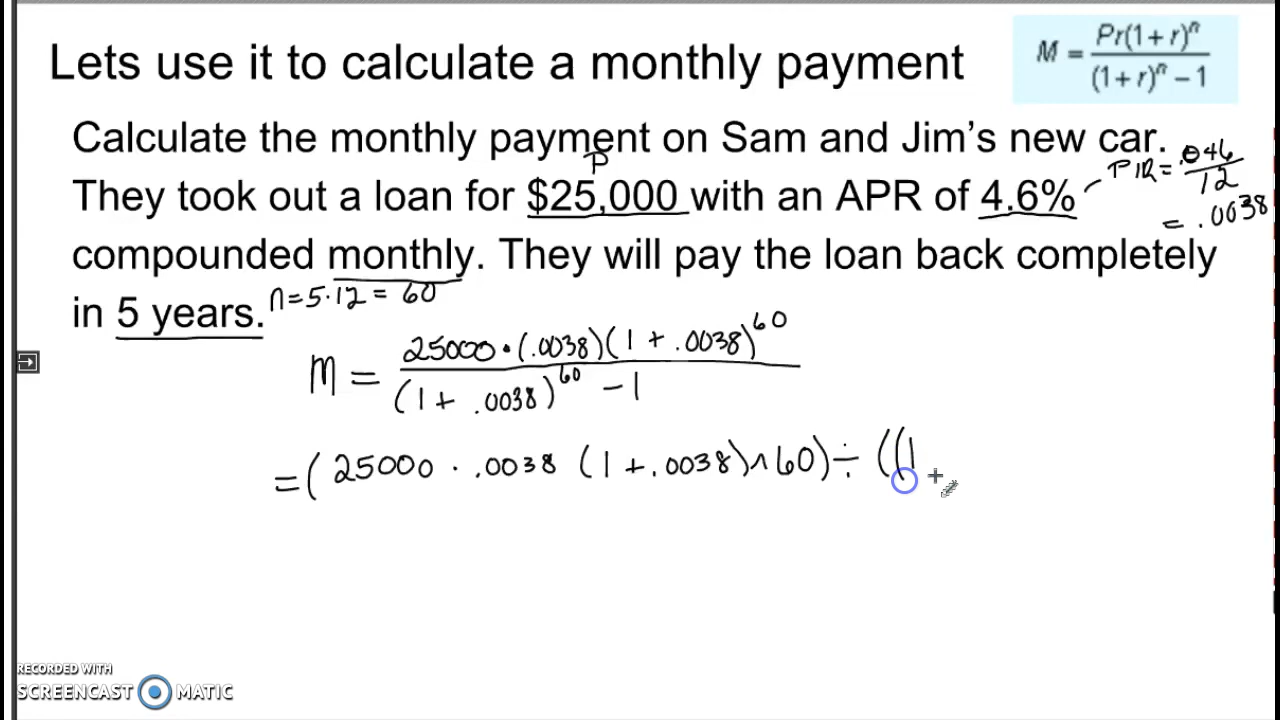 Lets use it to calculate a monthly payment
M = Pr(1 + r)ⁿ / (1 + r)ⁿ − 1
Calculate the monthly payment on Sam and Jim's new car.
P
PIR = .046 / 12
They took out a loan for $25,000 with an APR of 4.6%
= .0038
compounded monthly. They will pay the loan back completely
in 5 years. n = 5·12 = 60
m = 25000 · (.0038)(1 + .0038)^60 / (1 + .0038)^60 − 1
= (25000 · .0038 (1 + .0038)^60) ÷ ((1 +
RECORDED WITH
SCREENCAST MATIC